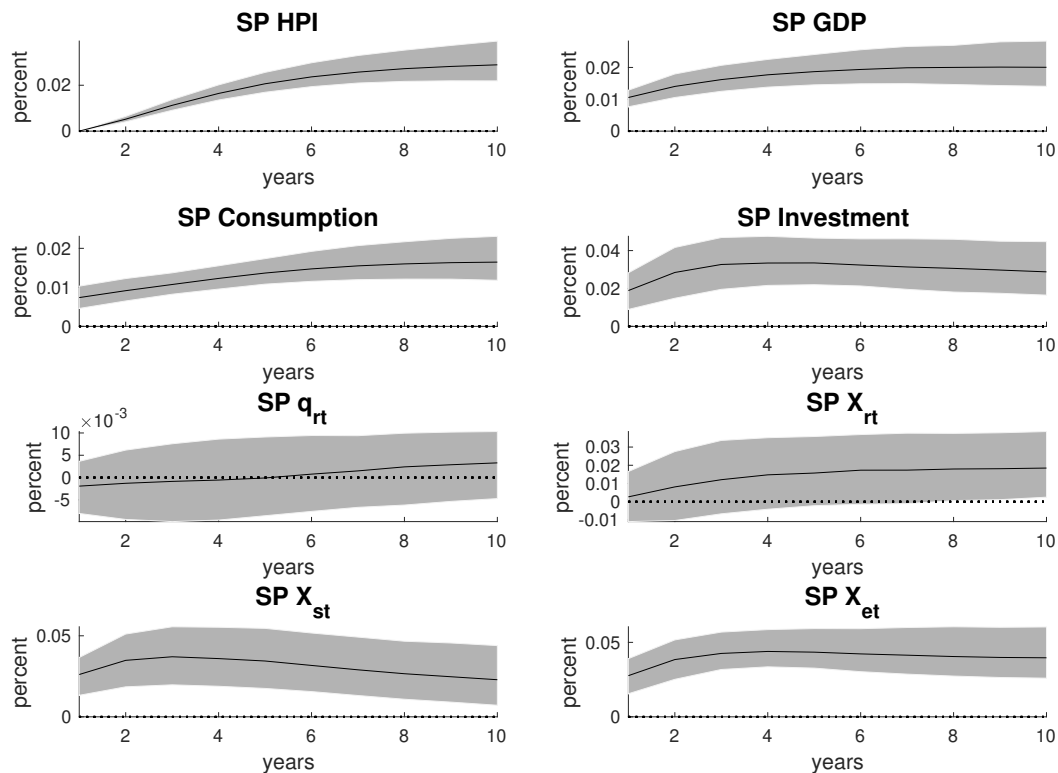 SP HPI
percent
0.02
0
2 4 6 8 10
years
SP GDP
percent
0.02
0.01
0
2 4 6 8 10
years
SP Consumption
percent
0.02
0.01
0
2 4 6 8 10
years
SP Investment
percent
0.04
0.02
0
2 4 6 8 10
years
SP q_rt
×10^-3
percent
10
5
0
-5
2 4 6 8 10
years
SP X_rt
percent
0.03
0.02
0.01
0
-0.01
2 4 6 8 10
years
SP X_st
percent
0.05
0
2 4 6 8 10
years
SP X_et
percent
0.05
0
2 4 6 8 10
years